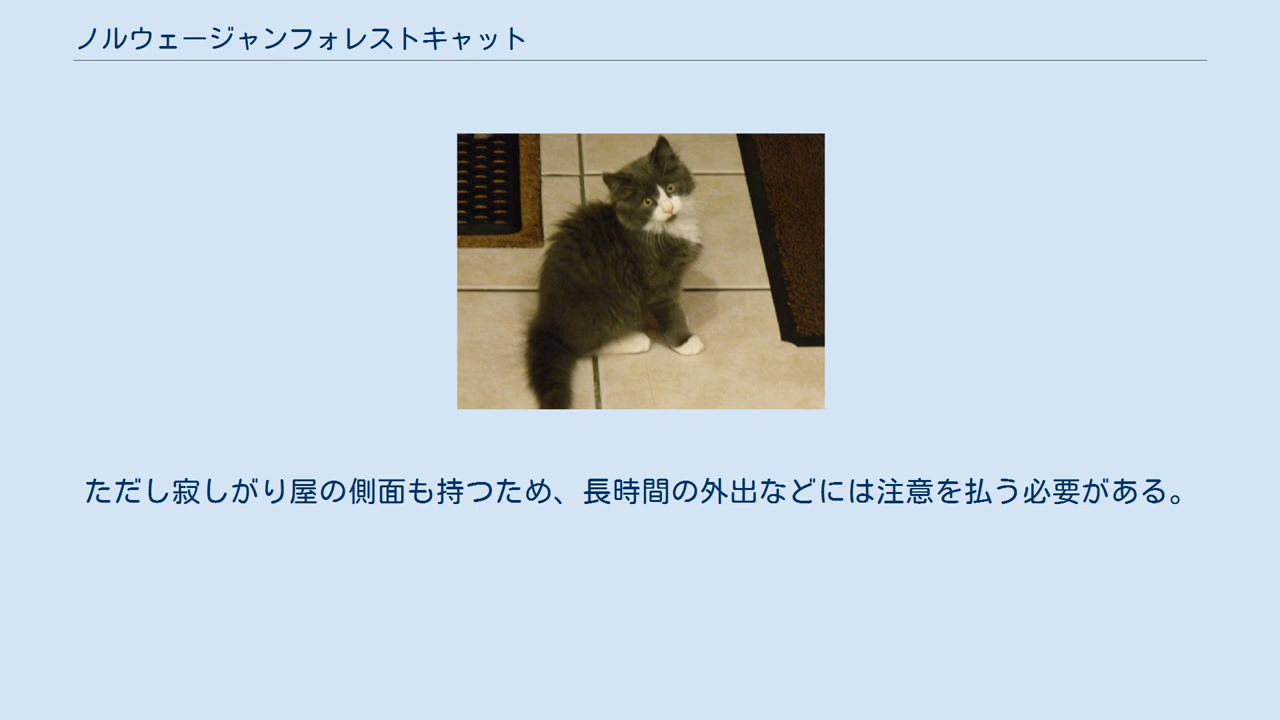 ノルウェージャンフォレストキャット
ただし寂しがり屋の側面も持つため、長時間の外出などには注意を払う必要がある。